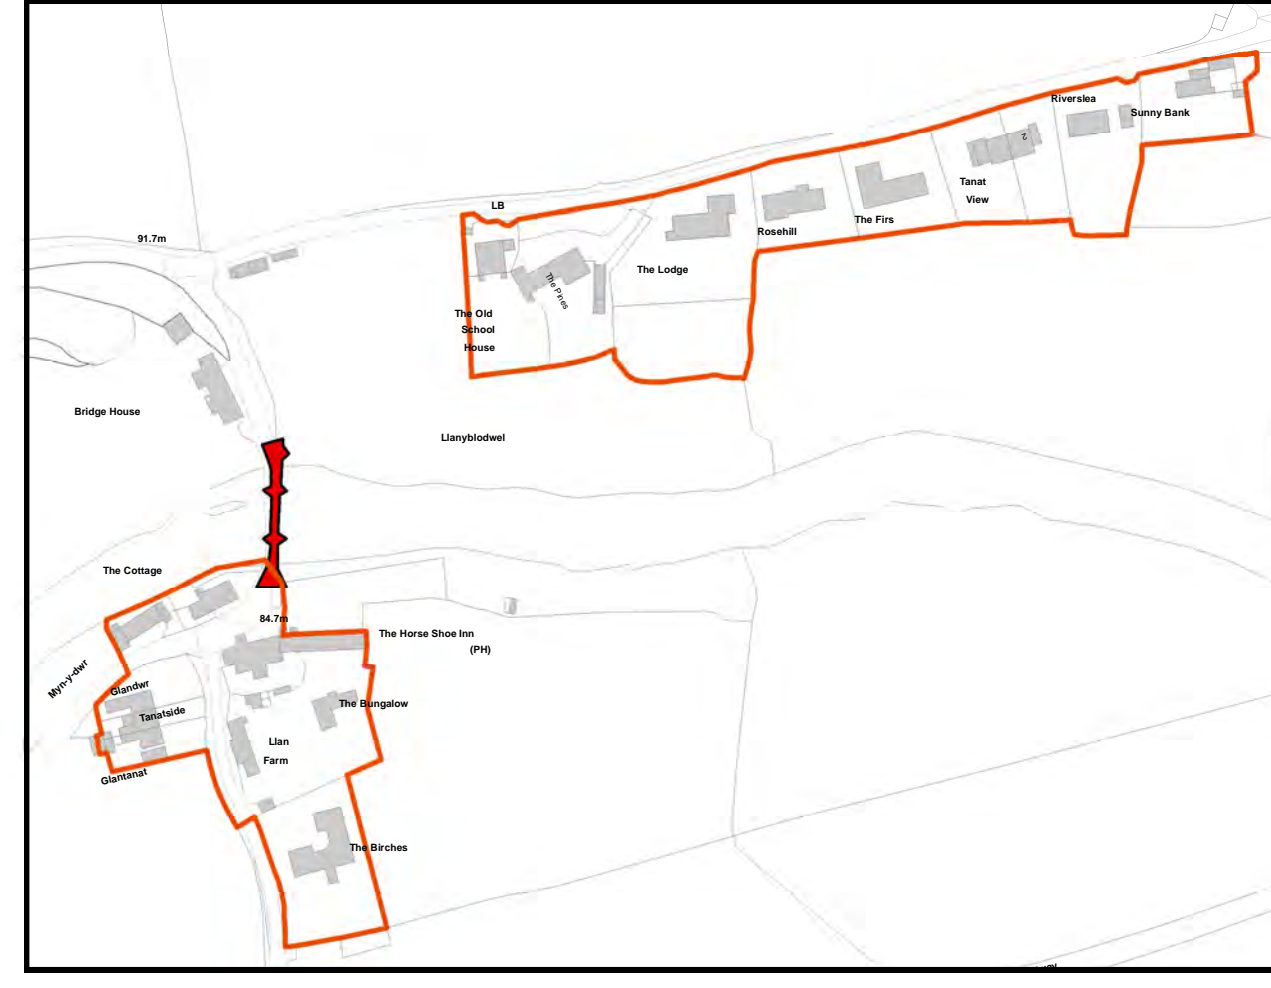 Riverslea
Sunny Bank
2
Tanat
View
LB
The Firs
Rosehill
91.7m
The Lodge
The Pines
The Old
School
House
Bridge House
Llanyblodwel
The Cottage
84.7m
The Horse Shoe Inn
(PH)
Myn-y-dwr
Glandwr
Tanatside
The Bungalow
Llan
Farm
Glantanat
The Birches